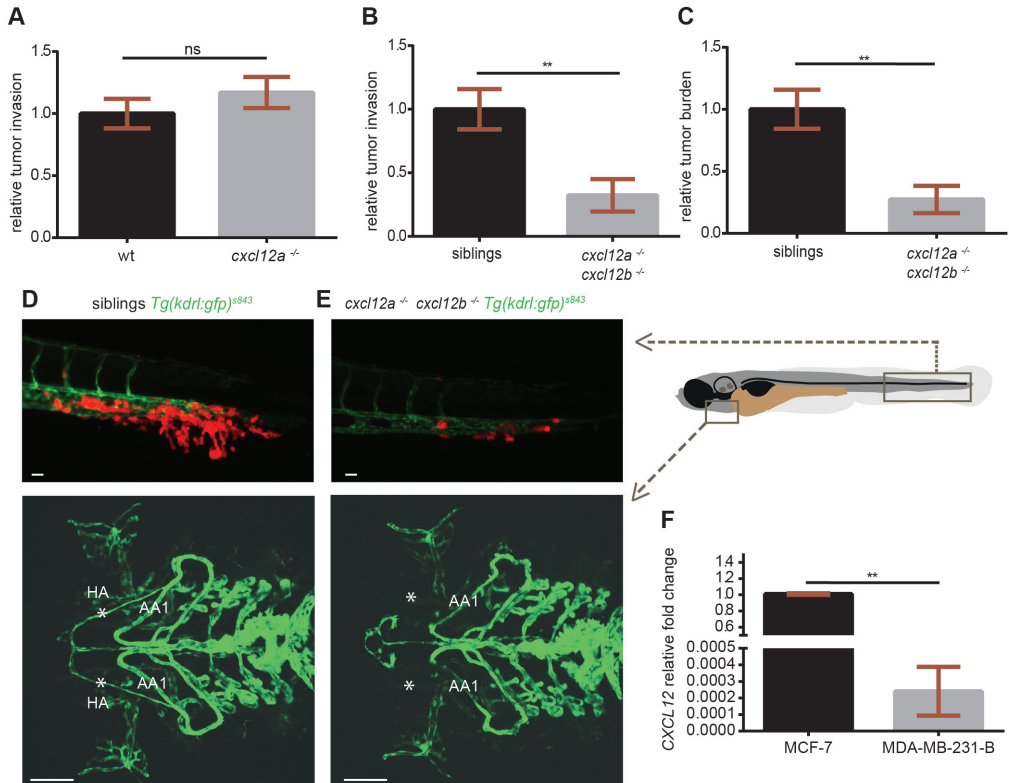 A
1.5
1.0
0.5
0.0
relative tumor invasion
ns
wt
cxcl12a -/-
B
1.5
1.0
0.5
0.0
relative tumor invasion
**
siblings
cxcl12a -/-
cxcl12b -/-
C
1.5
1.0
0.5
0.0
relative tumor burden
**
siblings
cxcl12a -/-
cxcl12b -/-
D
siblings Tg(kdrl:gfp)s843
E
cxcl12a -/- cxcl12b -/- Tg(kdrl:gfp)s843
HA
*
AA1
AA1
*
HA
*
AA1
*
AA1
F
CXCL12 relative fold change
1.4
1.2
1.0
0.8
0.6
0.0005
0.0004
0.0003
0.0002
0.0001
0.0000
**
MCF-7
MDA-MB-231-B